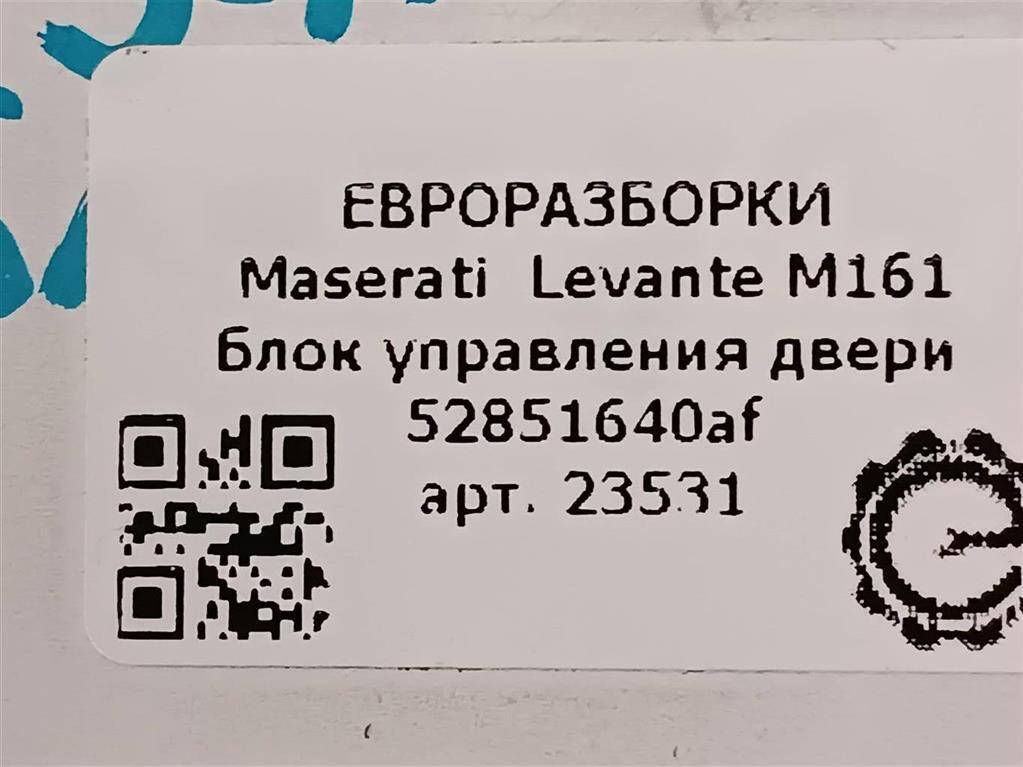 ЕВРОРАЗБОРКИ
Maserati Levante M161
Блок управления двери
52851640af
арт. 23531